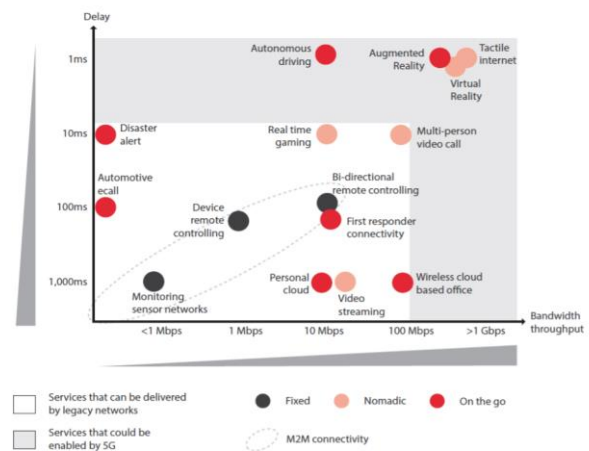 Delay
1ms
10ms
100ms
1,000ms
Autonomous
driving
Augmented
Reality
Tactile
internet
Virtual
Reality
Disaster
alert
Real time
gaming
Multi-person
video call
Automotive
ecall
Device
remote
controlling
Bi-directional
remote controlling
First responder
connectivity
Monitoring
sensor networks
Personal
cloud
Video
streaming
Wireless cloud
based office
<1 Mbps
1 Mbps
10 Mbps
100 Mbps
>1 Gbps
Bandwidth
throughput
Services that can be delivered
by legacy networks
Fixed
Nomadic
On the go
Services that could be
enabled by 5G
M2M connectivity